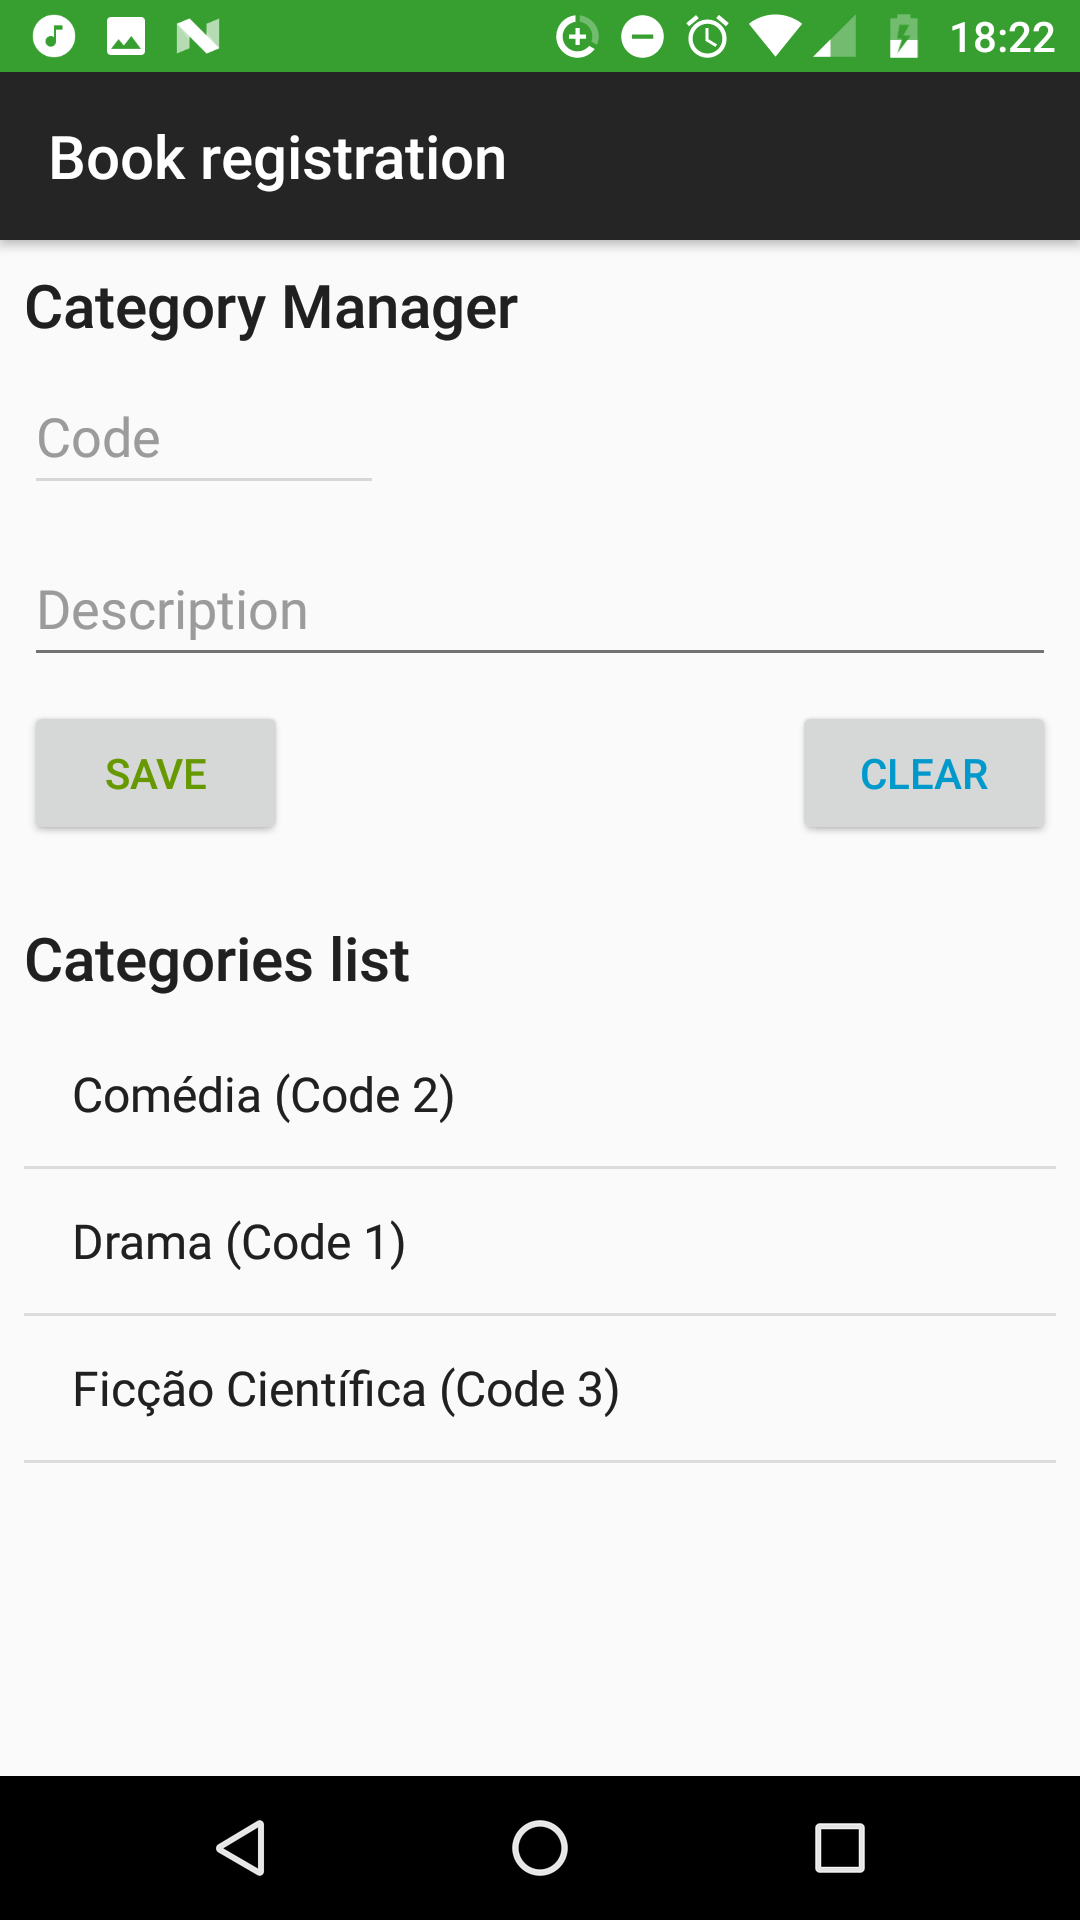 18:22
Book registration
Category Manager
Code
Description
SAVE
CLEAR
Categories list
Comédia (Code 2)
Drama (Code 1)
Ficção Científica (Code 3)